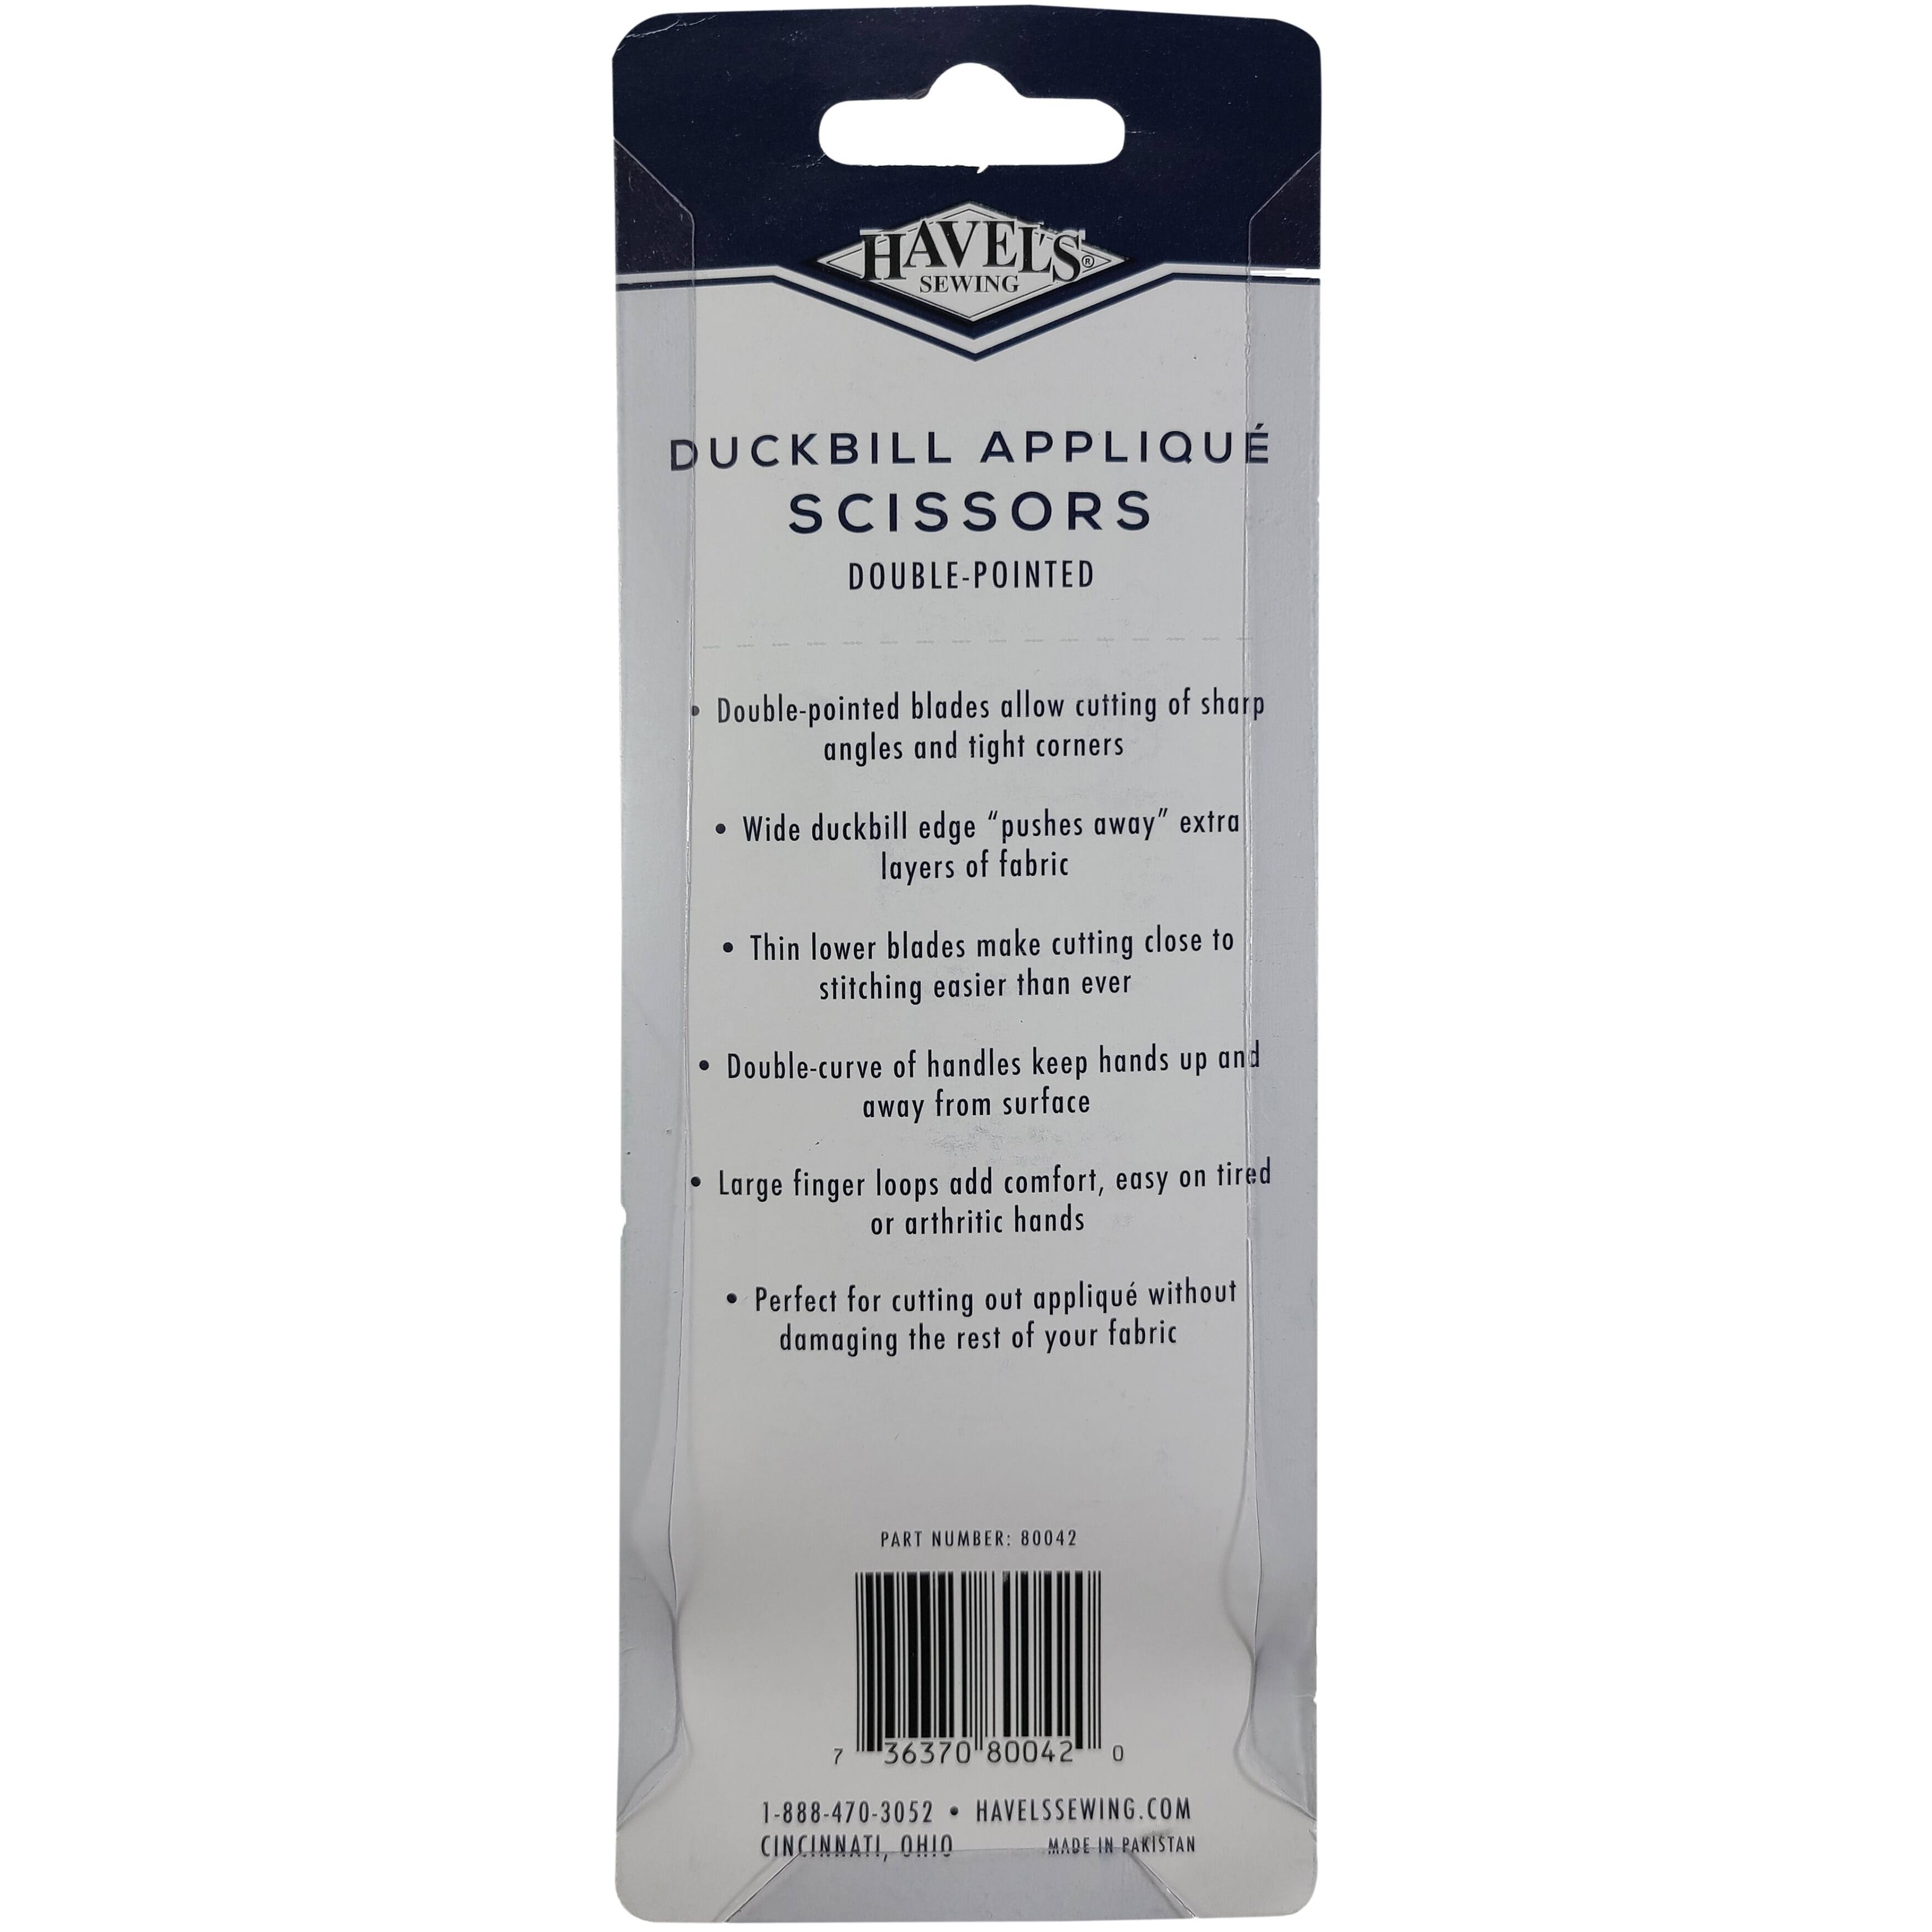 HAVEL'S®
SEWING
DUCKBILL APPLIQUÉ
SCISSORS
DOUBLE-POINTED
• Double-pointed blades allow cutting of sharp
angles and tight corners
• Wide duckbill edge “pushes away” extra
layers of fabric
• Thin lower blades make cutting close to
stitching easier than ever
• Double-curve of handles keep hands up and
away from surface
• Large finger loops add comfort, easy on tired
or arthritic hands
• Perfect for cutting out appliqué without
damaging the rest of your fabric
PART NUMBER: 80042
7 36370 80042 0
1-888-470-3052 • HAVELSSEWING.COM
CINCINNATI, OHIO MADE IN PAKISTAN